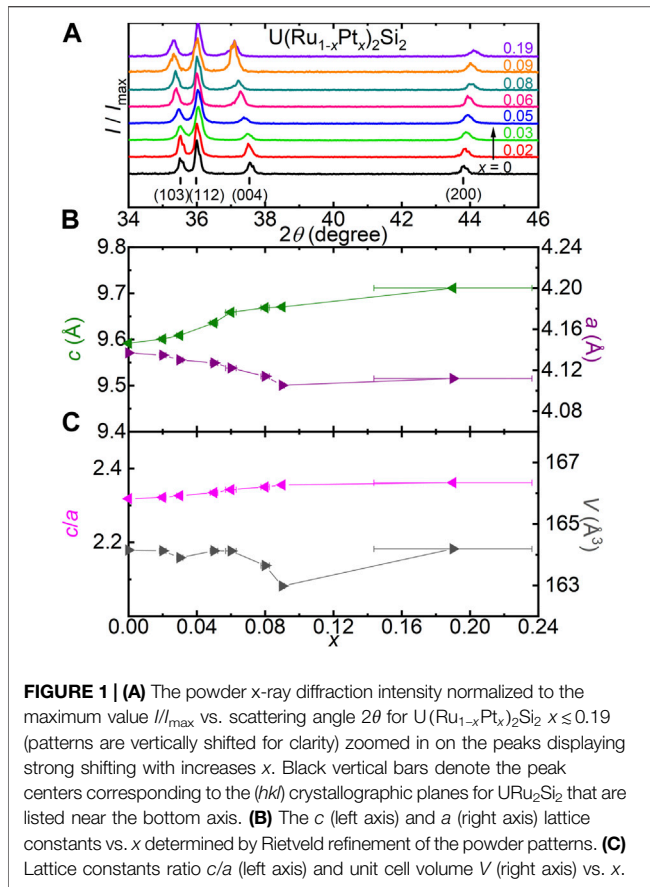 A
U(Ru1-xPtx)2Si2
I / Imax
0.19
0.09
0.08
0.06
0.05
0.03
0.02
x = 0
(103) (112) (004) (200)
34 36 38 40 42 44 46
2θ (degree)
B
9.8
9.7
9.6
9.5
9.4
c (Å)
4.24
4.20
4.16
4.12
4.08
a (Å)
C
2.4
2.2
c/a
167
165
163
V (Å3)
0.00 0.04 0.08 0.12 0.16 0.20 0.24
x
FIGURE 1 | (A) The powder x-ray diffraction intensity normalized to the
maximum value I/Imax vs. scattering angle 2θ for U(Ru1−xPtx)2Si2 x ≲ 0.19
(patterns are vertically shifted for clarity) zoomed in on the peaks displaying
strong shifting with increases x. Black vertical bars denote the peak
centers corresponding to the (hkl) crystallographic planes for URu2Si2 that are
listed near the bottom axis. (B) The c (left axis) and a (right axis) lattice
constants vs. x determined by Rietveld refinement of the powder patterns. (C)
Lattice constants ratio c/a (left axis) and unit cell volume V (right axis) vs. x.